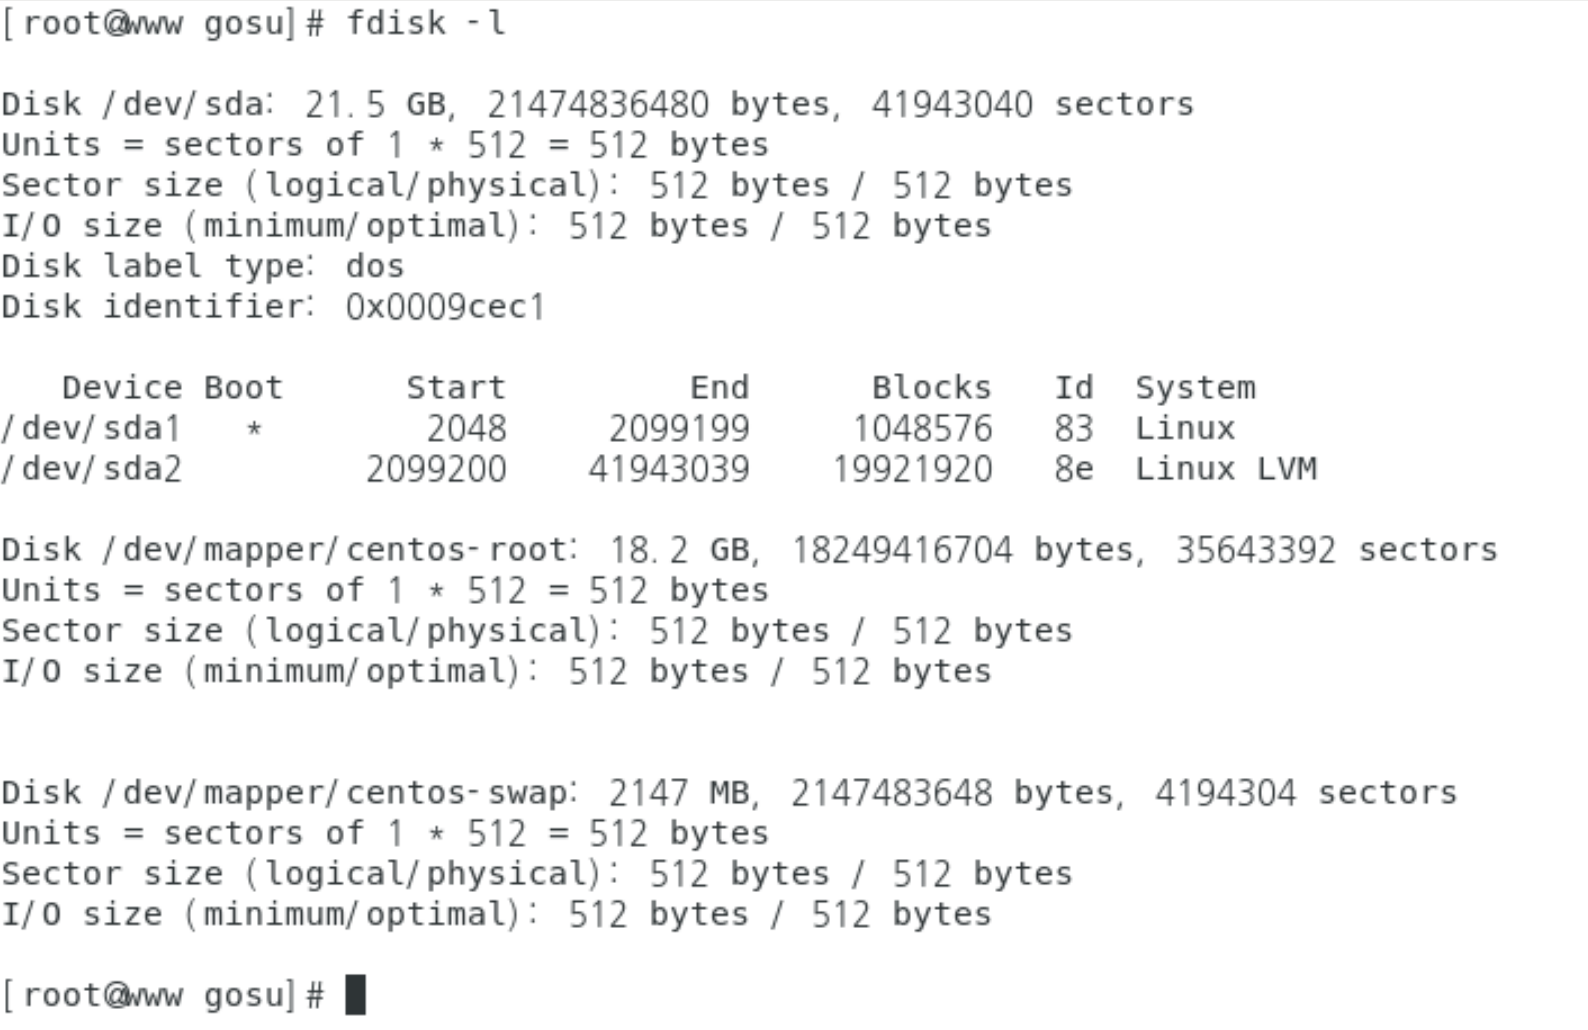 [root@www gosu]# fdisk -l
Disk /dev/sda: 21.5 GB, 21474836480 bytes, 41943040 sectors
Units = sectors of 1 * 512 = 512 bytes
Sector size (logical/physical): 512 bytes / 512 bytes
I/O size (minimum/optimal): 512 bytes / 512 bytes
Disk label type: dos
Disk identifier: 0x0009cec1
   Device Boot      Start         End      Blocks   Id  System
/dev/sda1   *        2048     2099199     1048576   83  Linux
/dev/sda2         2099200    41943039    19921920   8e  Linux LVM
Disk /dev/mapper/centos-root: 18.2 GB, 18249416704 bytes, 35643392 sectors
Units = sectors of 1 * 512 = 512 bytes
Sector size (logical/physical): 512 bytes / 512 bytes
I/O size (minimum/optimal): 512 bytes / 512 bytes
Disk /dev/mapper/centos-swap: 2147 MB, 2147483648 bytes, 4194304 sectors
Units = sectors of 1 * 512 = 512 bytes
Sector size (logical/physical): 512 bytes / 512 bytes
I/O size (minimum/optimal): 512 bytes / 512 bytes
[root@www gosu]#